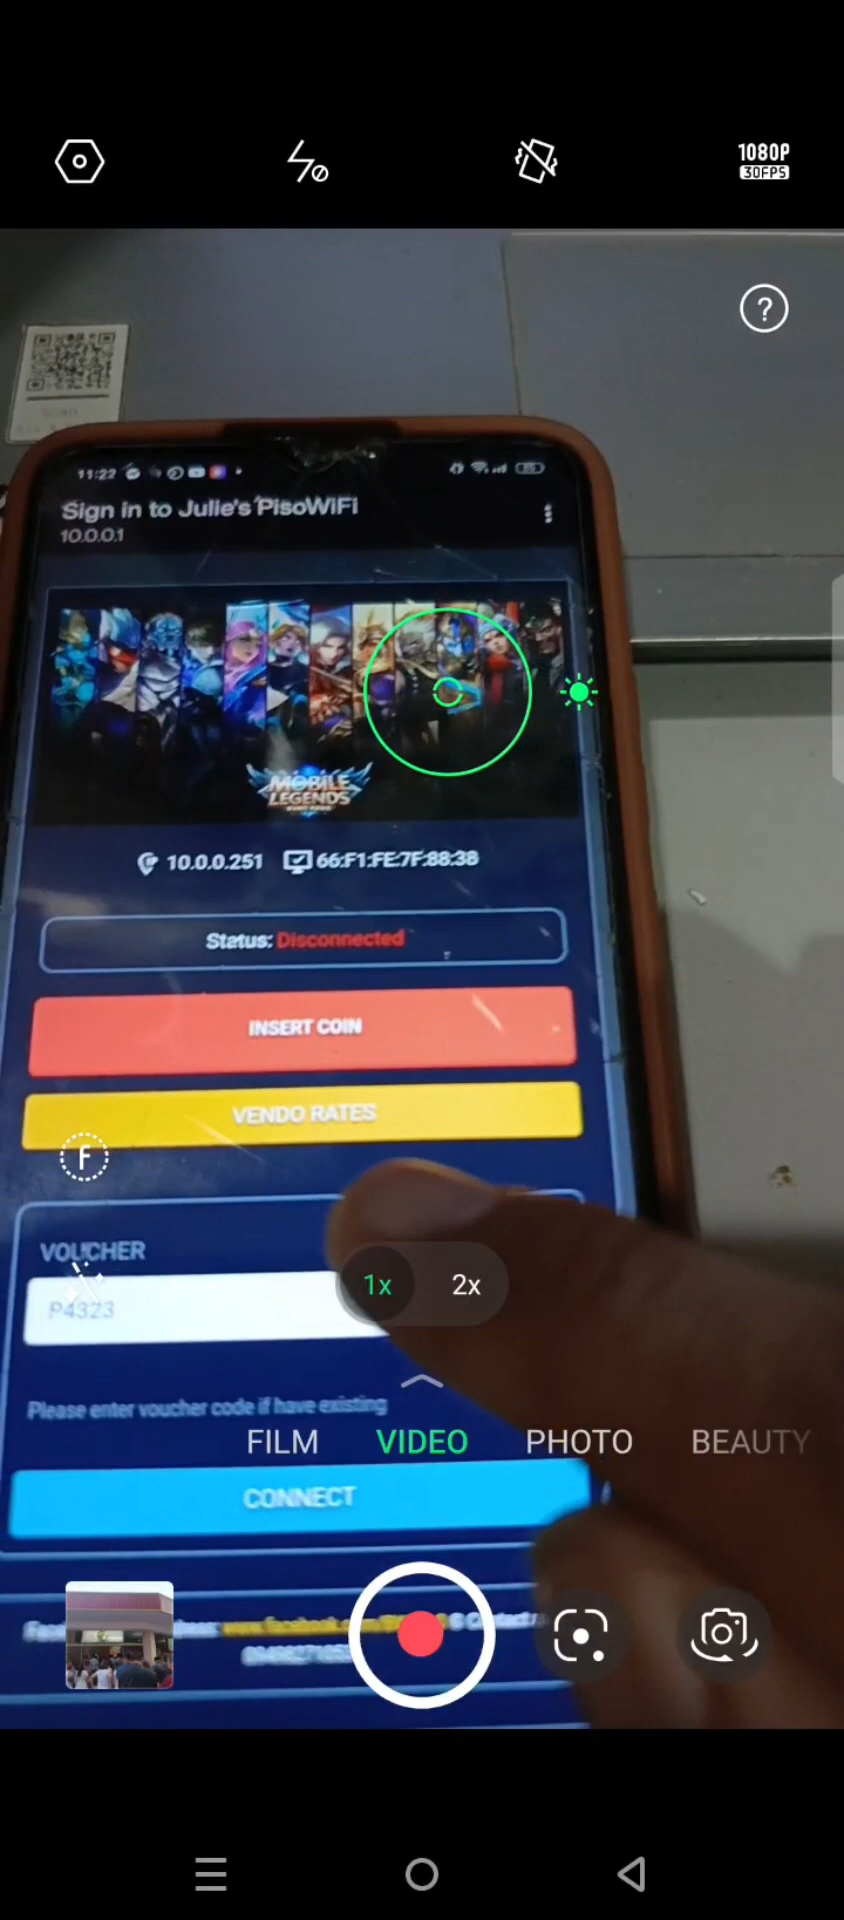 1080P
30FPS
?
11:22
Sign in to Julie's PisoWiFi
10.0.0.1
MOBILE
LEGENDS
10.0.0.251 66:F1:FE:7F:88:38
Status: Disconnected
INSERT COIN
VENDO RATES
F
VOUCHER
1x 2x
P4323
Please enter voucher code if have existing
FILM VIDEO PHOTO BEAUTY
CONNECT